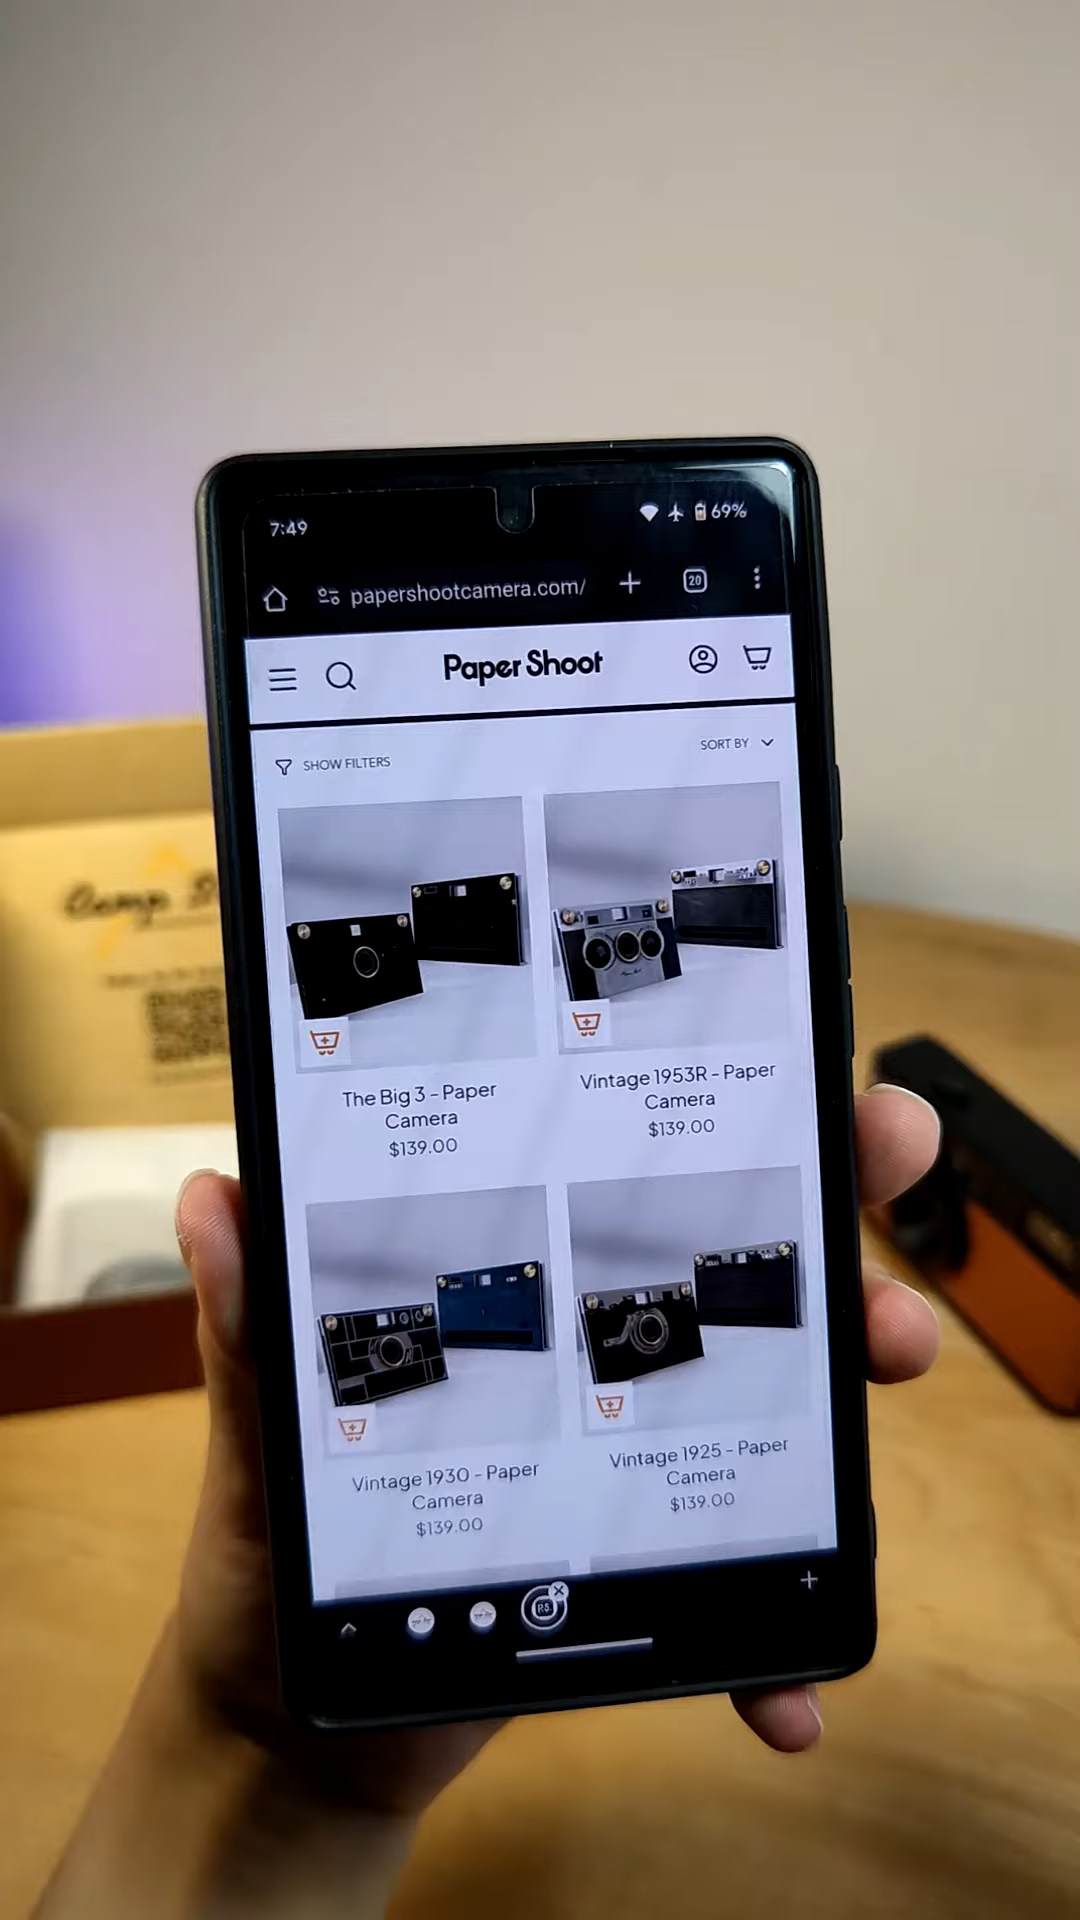 7:49
69%
papershootcamera.com/
20
Paper Shoot
SHOW FILTERS
SORT BY
The Big 3 - Paper
Camera
$139.00
Vintage 1953R - Paper
Camera
$139.00
Vintage 1930 - Paper
Camera
$139.00
Vintage 1925 - Paper
Camera
$139.00
Camp